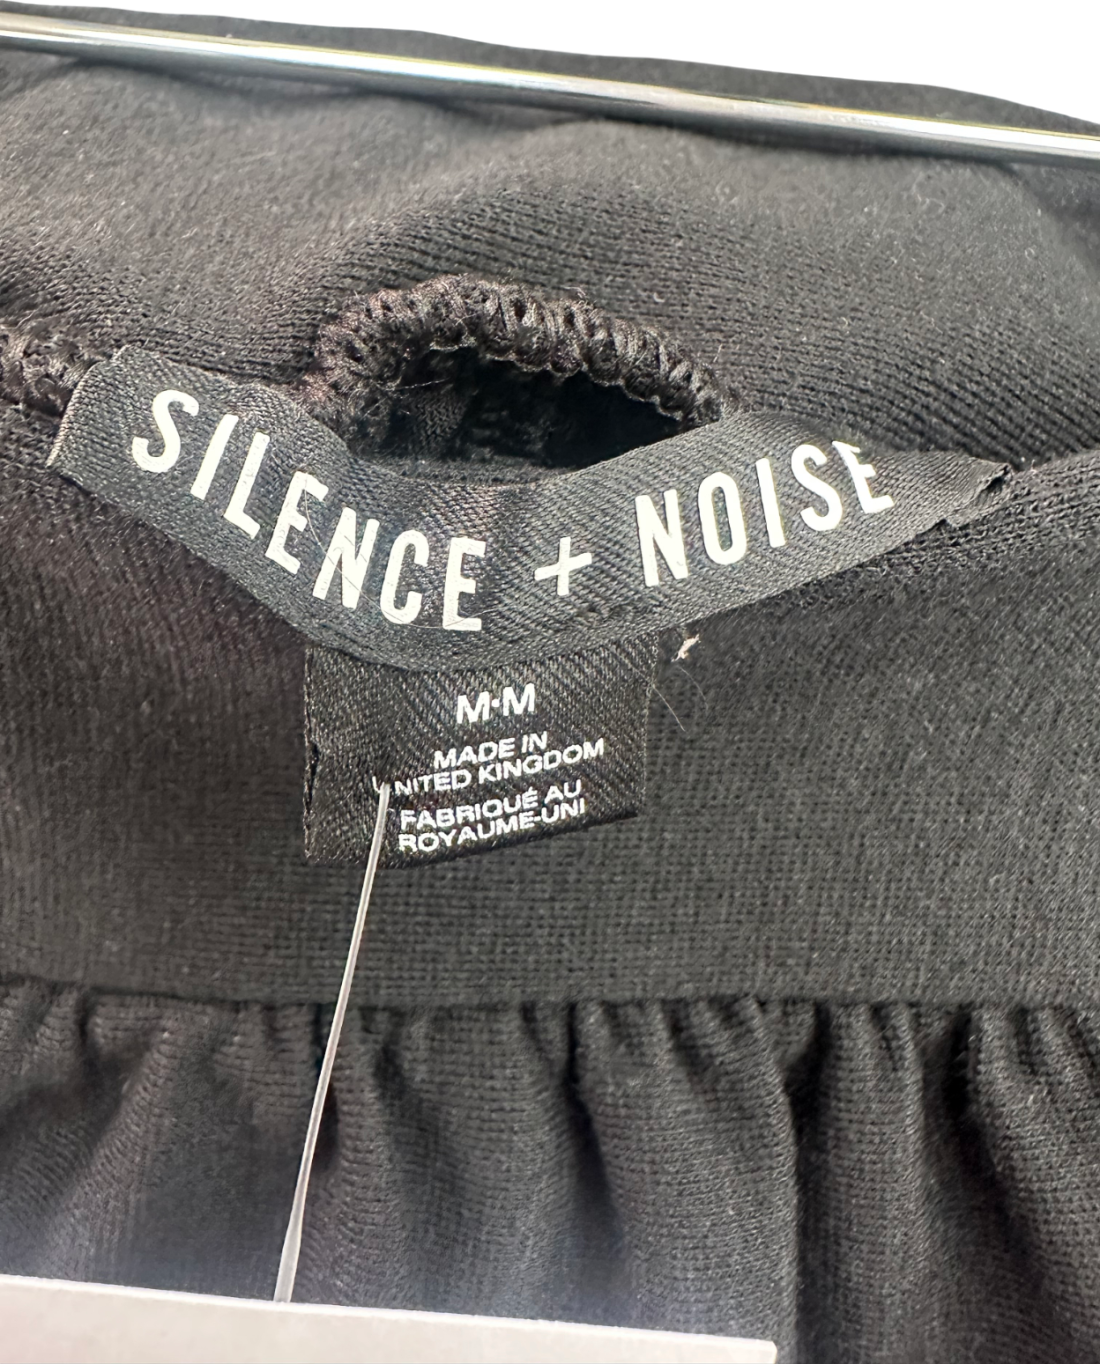 SILENCE + NOISE
M·M
MADE IN
UNITED KINGDOM
FABRIQUÉ AU
ROYAUME-UNI